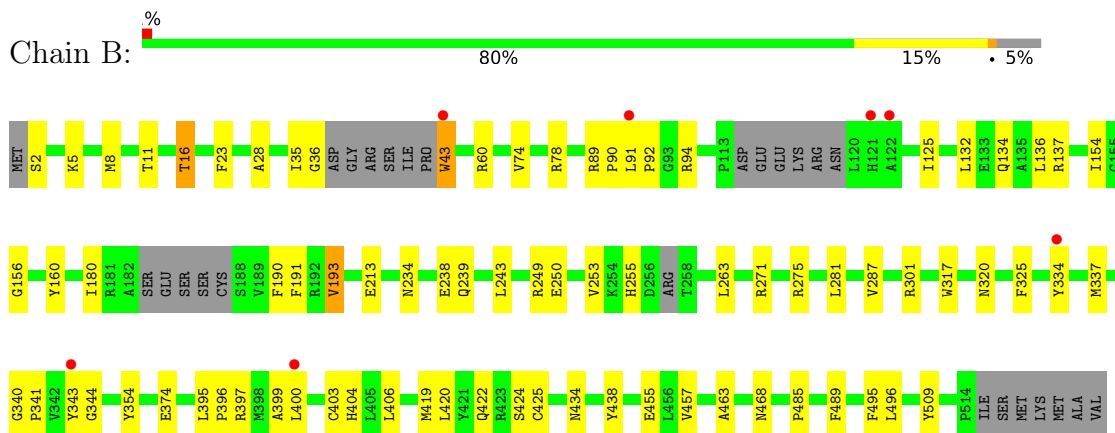 .%
Chain B:
80% 15% • 5%
MET S2 K5 M8 T11 T16 F23 A28 I35 G36 ASP GLY ARG SER ILE PRO W43 R60 V74 R78 R89 P90 L91 P92 G93 R94 P113 ASP GLU GLU LYS ARG ASN L120 H121 A122 I125 L132 E133 Q134 A135 L136 R137 I154 G155
G156 Y160 I180 R181 A182 SER GLU SER SER CYS S188 V189 F190 F191 R192 V193 E213 N234 E238 Q239 L243 R249 E250 V253 K254 H255 D256 ARG T258 L263 R271 R275 L281 V287 R301 W317 N320 F325 Y334 M337
G340 P341 V342 Y343 G344 Y354 E374 L395 P396 R397 M398 A399 L400 C403 H404 L405 L406 M419 L420 Y421 Q422 R423 S424 C425 N434 Y438 E455 L456 V457 A463 N468 P485 F489 F495 L496 Y509 P514 ILE SER MET LYS MET ALA VAL